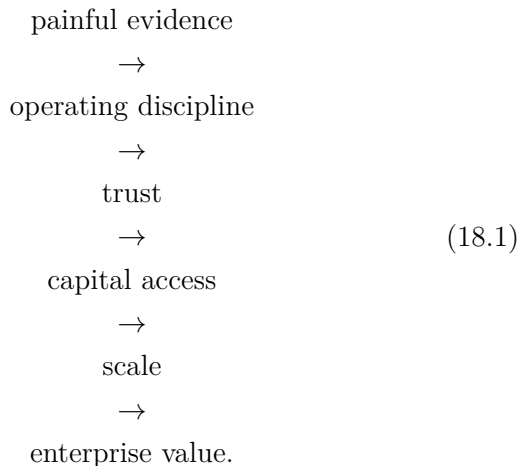 painful evidence
→
operating discipline
→
trust
→ (18.1)
capital access
→
scale
→
enterprise value.